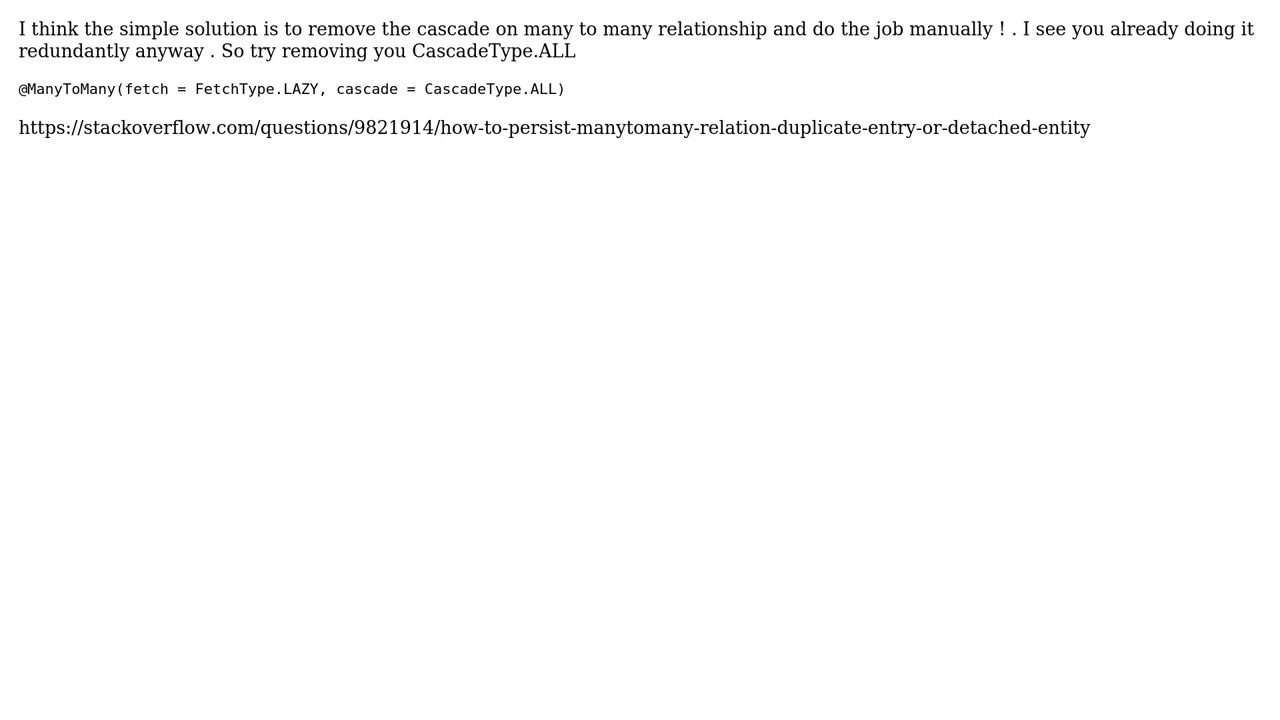 I think the simple solution is to remove the cascade on many to many relationship and do the job manually ! . I see you already doing it
redundantly anyway . So try removing you CascadeType.ALL
@ManyToMany(fetch = FetchType.LAZY, cascade = CascadeType.ALL)
https://stackoverflow.com/questions/9821914/how-to-persist-manytomany-relation-duplicate-entry-or-detached-entity